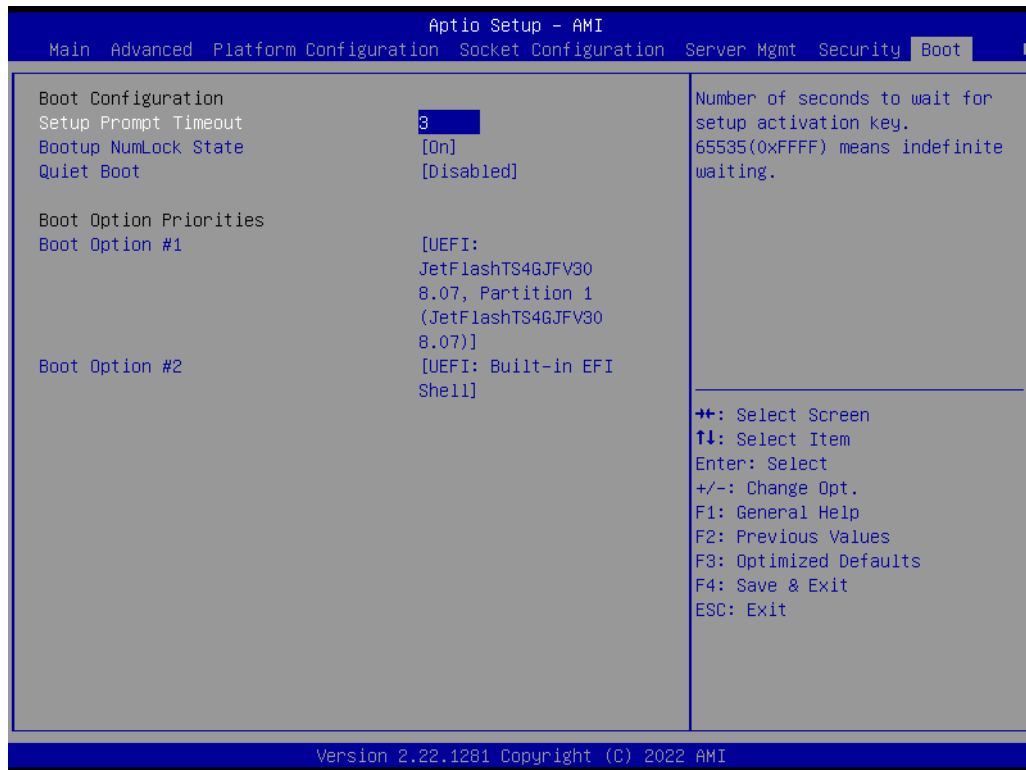 Aptio Setup – AMI
Main Advanced Platform Configuration Socket Configuration Server Mgmt Security Boot
Boot Configuration
Setup Prompt Timeout 3
Bootup NumLock State [On]
Quiet Boot [Disabled]
Boot Option Priorities
Boot Option #1 [UEFI:
JetFlashTS4GJFV30
8.07, Partition 1
(JetFlashTS4GJFV30
8.07)]
Boot Option #2 [UEFI: Built-in EFI
Shell]
Number of seconds to wait for
setup activation key.
65535(0xFFFF) means indefinite
waiting.
→←: Select Screen
↑↓: Select Item
Enter: Select
+/-: Change Opt.
F1: General Help
F2: Previous Values
F3: Optimized Defaults
F4: Save & Exit
ESC: Exit
Version 2.22.1281 Copyright (C) 2022 AMI